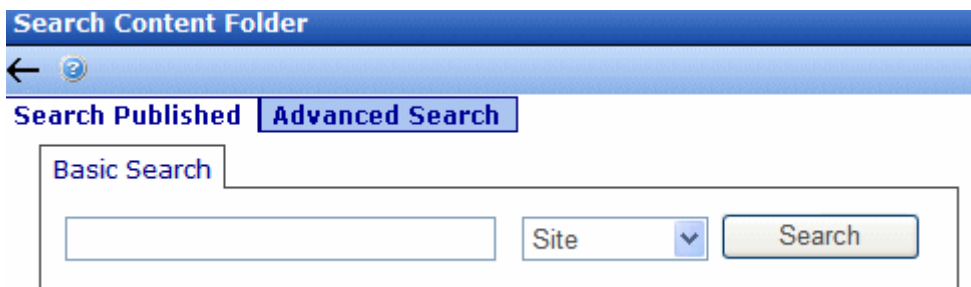 Search Content Folder
?
Search Published Advanced Search
Basic Search
Site Search